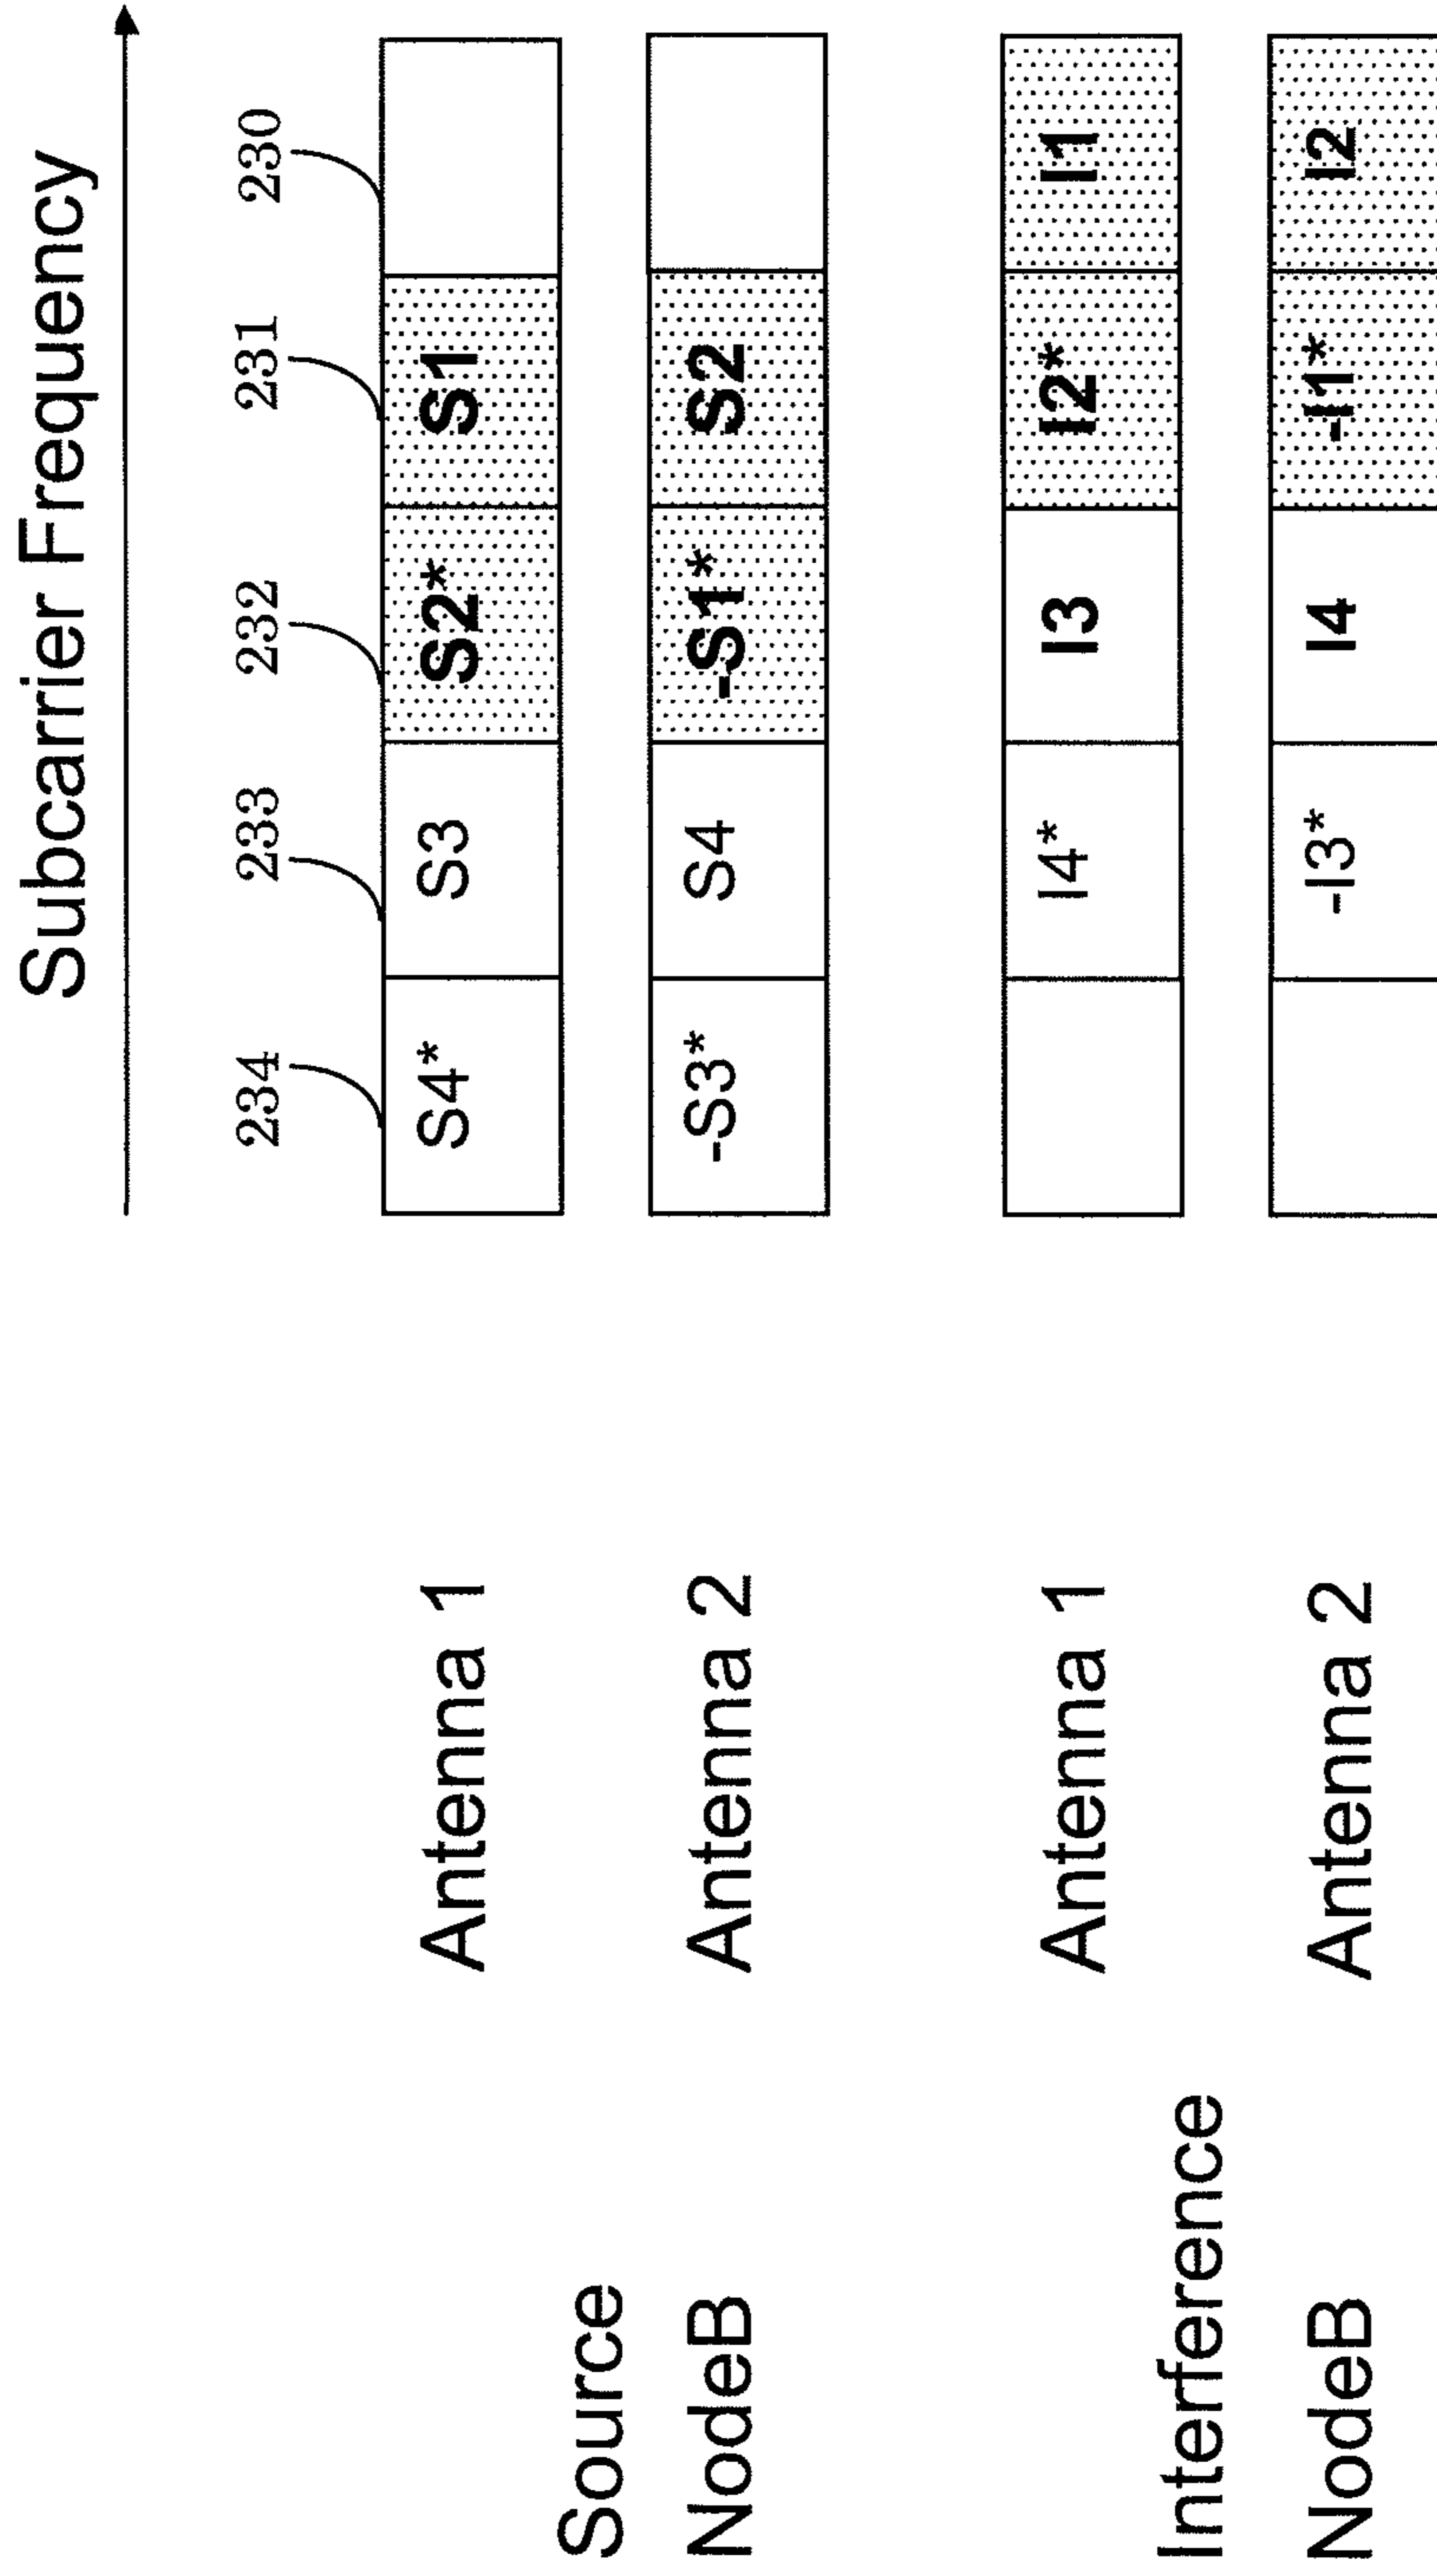 Subcarrier Frequency
234 233 232 231 230
Antenna 1 S4* S3 S2* S1
Source
NodeB Antenna 2 -S3* S4 -S1* S2
Antenna 1 I4* I3 I2* I1
Interference
NodeB Antenna 2 -I3* I4 -I1* I2